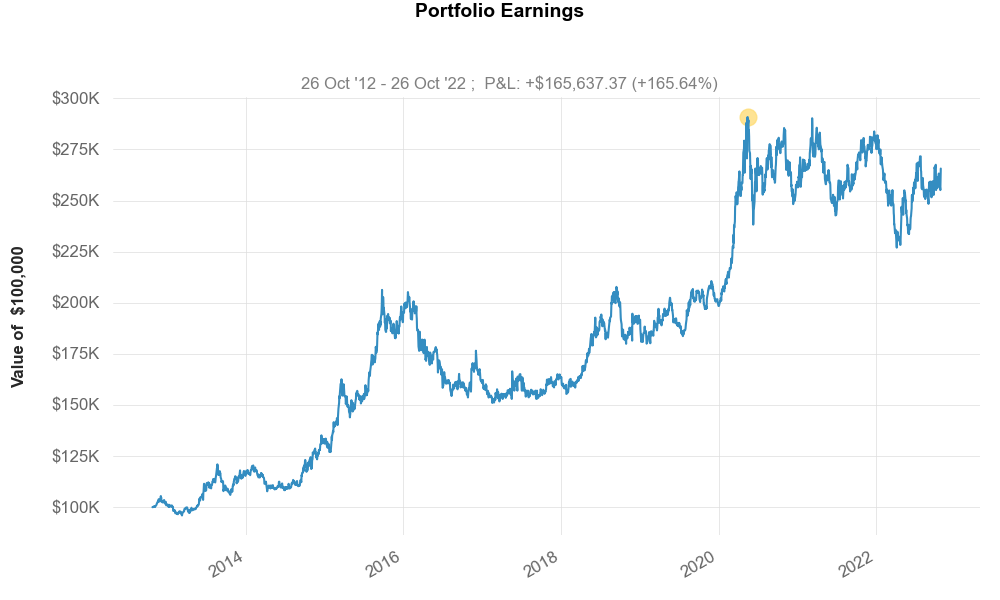 Portfolio Earnings
26 Oct '12 - 26 Oct '22 ;  P&L: +$165,637.37 (+165.64%)
$300K
$275K
$250K
$225K
$200K
$175K
$150K
$125K
$100K
Value of  $100,000
2014
2016
2018
2020
2022